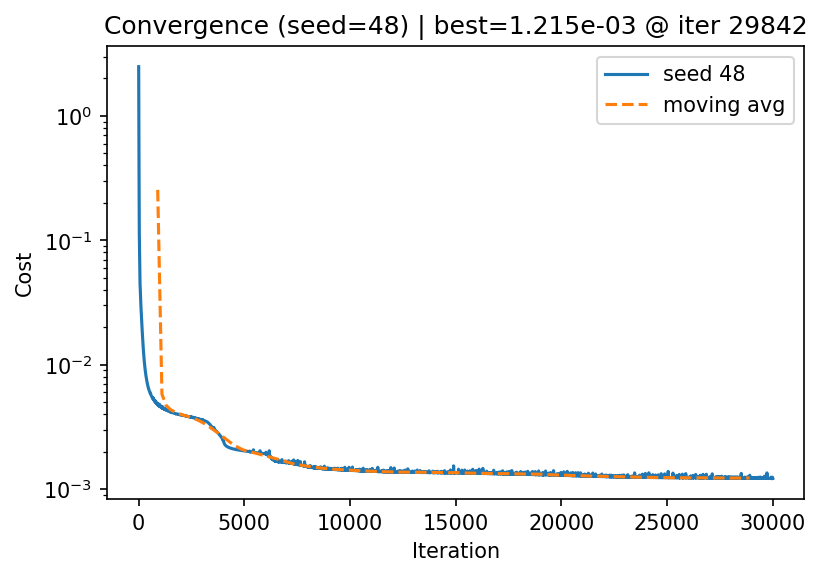 Convergence (seed=48) | best=1.215e-03 @ iter 29842
seed 48
moving avg
10⁰
10⁻¹
10⁻²
10⁻³
Cost
0 5000 10000 15000 20000 25000 30000
Iteration